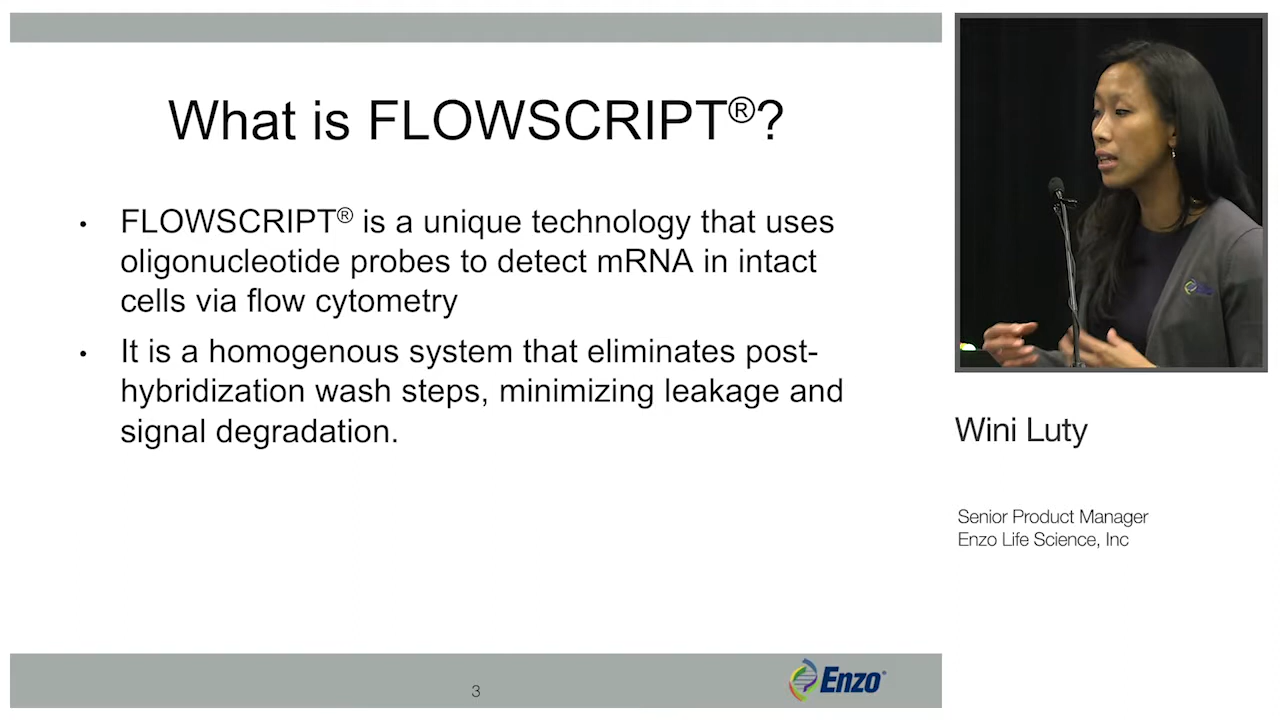 What is FLOWSCRIPT®?
• FLOWSCRIPT® is a unique technology that uses
oligonucleotide probes to detect mRNA in intact
cells via flow cytometry
• It is a homogenous system that eliminates post-
hybridization wash steps, minimizing leakage and
signal degradation.
3
Enzo®
Enzo
Wini Luty
Senior Product Manager
Enzo Life Science, Inc